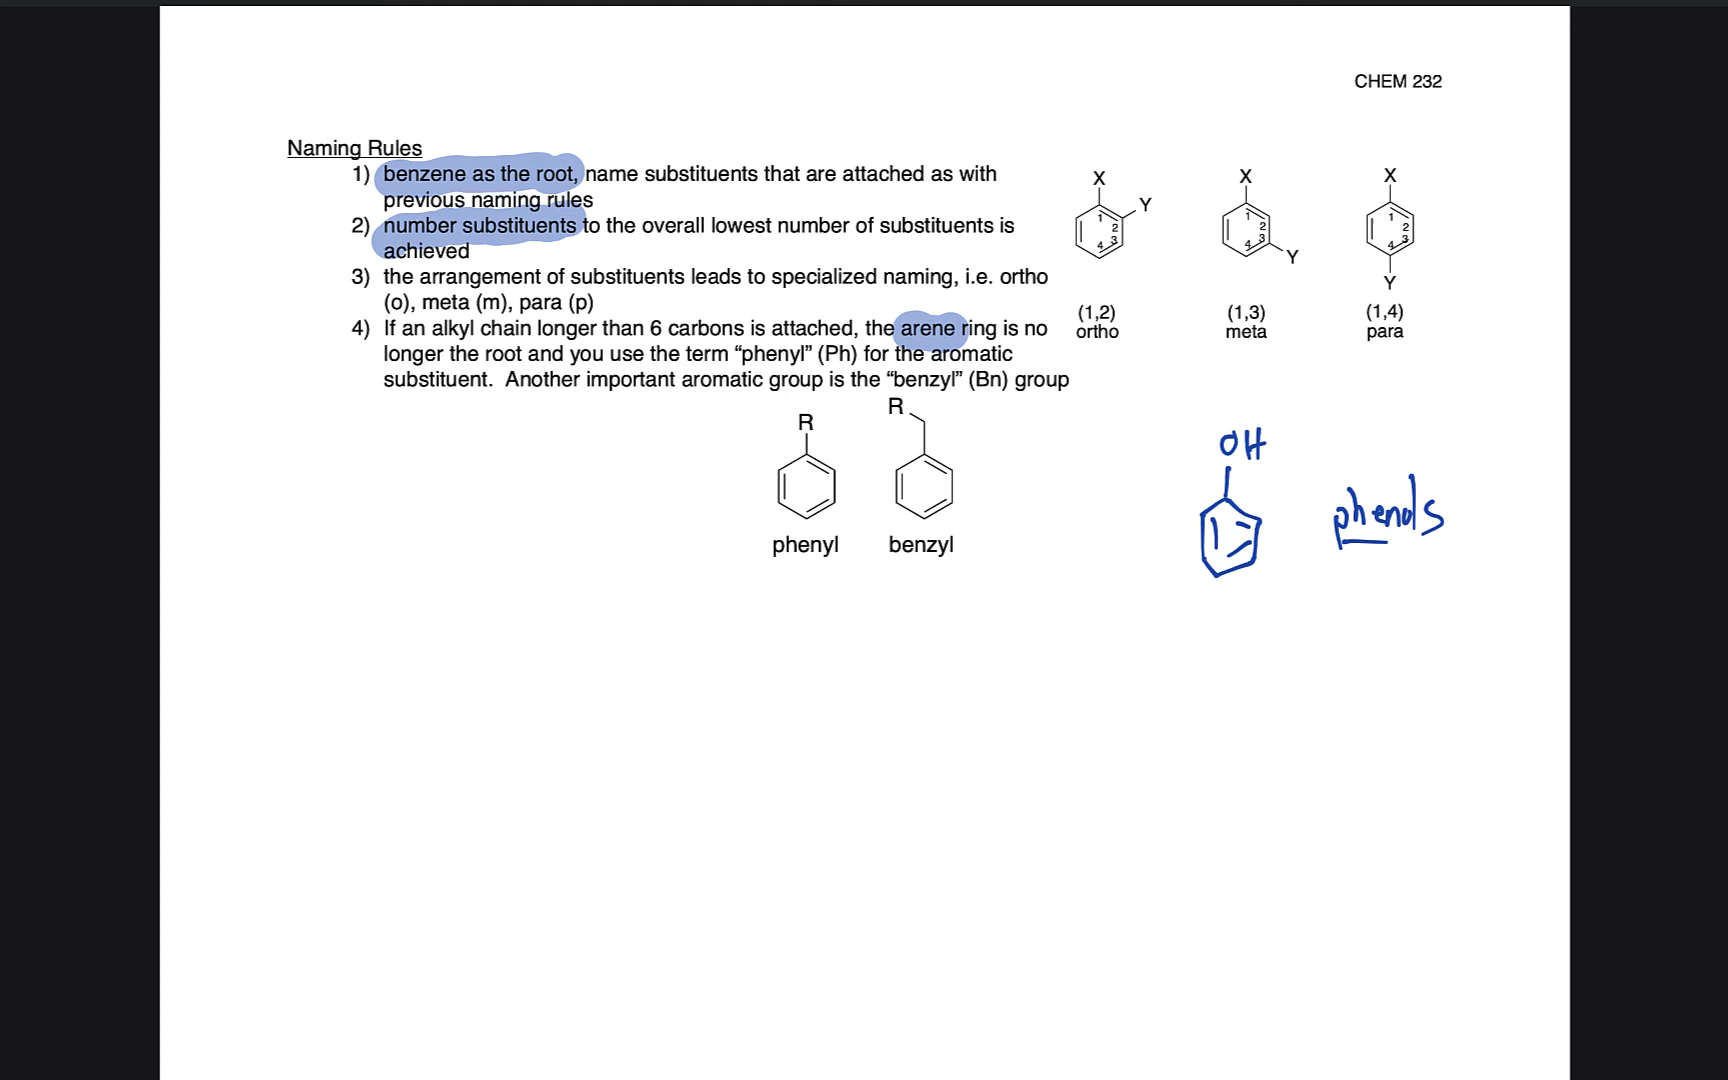 CHEM 232
Naming Rules
1) benzene as the root, name substituents that are attached as with
previous naming rules
2) number substituents to the overall lowest number of substituents is
achieved
3) the arrangement of substituents leads to specialized naming, i.e. ortho
(o), meta (m), para (p)
4) If an alkyl chain longer than 6 carbons is attached, the arene ring is no
longer the root and you use the term “phenyl” (Ph) for the aromatic
substituent. Another important aromatic group is the “benzyl” (Bn) group
X
Y
1
2
3
4
(1,2)
ortho
X
1
2
3
4
Y
(1,3)
meta
X
1
2
3
4
Y
(1,4)
para
R
phenyl
R
benzyl
OH
phenols